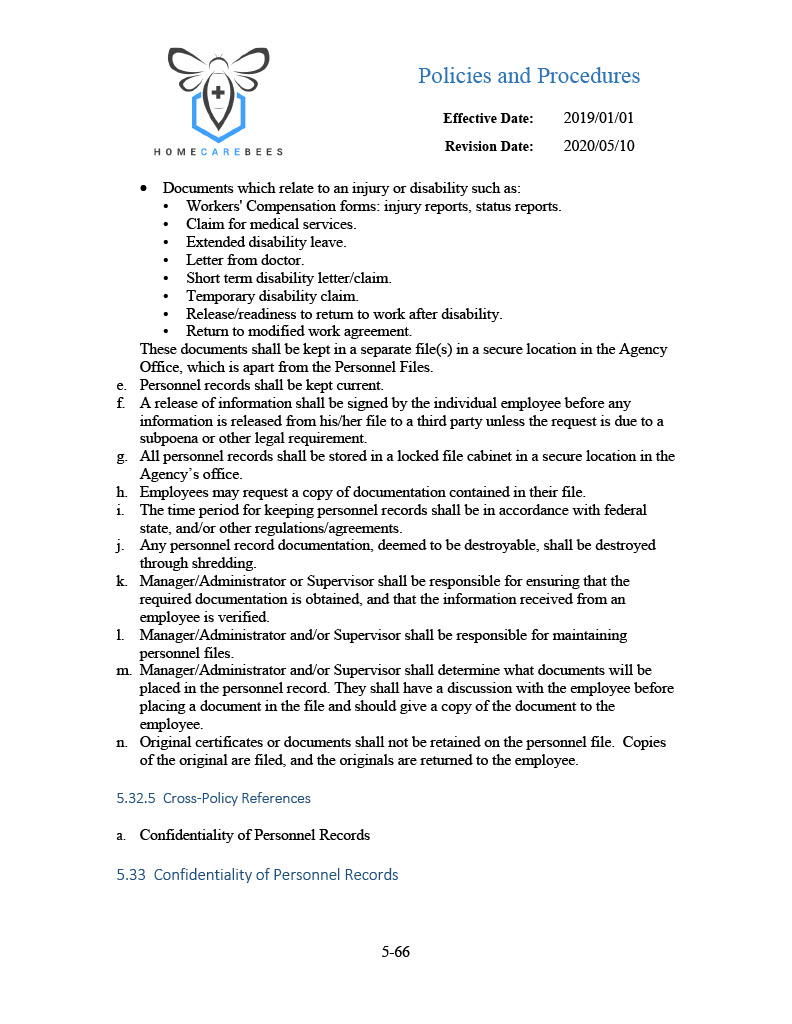 Policies and Procedures
Effective Date: 2019/01/01
Revision Date: 2020/05/10
HOMECAREBEES
• Documents which relate to an injury or disability such as:
• Workers' Compensation forms: injury reports, status reports.
• Claim for medical services.
• Extended disability leave.
• Letter from doctor.
• Short term disability letter/claim.
• Temporary disability claim.
• Release/readiness to return to work after disability.
• Return to modified work agreement.
These documents shall be kept in a separate file(s) in a secure location in the Agency
Office, which is apart from the Personnel Files.
e. Personnel records shall be kept current.
f. A release of information shall be signed by the individual employee before any
information is released from his/her file to a third party unless the request is due to a
subpoena or other legal requirement.
g. All personnel records shall be stored in a locked file cabinet in a secure location in the
Agency’s office.
h. Employees may request a copy of documentation contained in their file.
i. The time period for keeping personnel records shall be in accordance with federal
state, and/or other regulations/agreements.
j. Any personnel record documentation, deemed to be destroyable, shall be destroyed
through shredding.
k. Manager/Administrator or Supervisor shall be responsible for ensuring that the
required documentation is obtained, and that the information received from an
employee is verified.
l. Manager/Administrator and/or Supervisor shall be responsible for maintaining
personnel files.
m. Manager/Administrator and/or Supervisor shall determine what documents will be
placed in the personnel record. They shall have a discussion with the employee before
placing a document in the file and should give a copy of the document to the
employee.
n. Original certificates or documents shall not be retained on the personnel file. Copies
of the original are filed, and the originals are returned to the employee.
5.32.5 Cross-Policy References
a. Confidentiality of Personnel Records
5.33 Confidentiality of Personnel Records
5-66